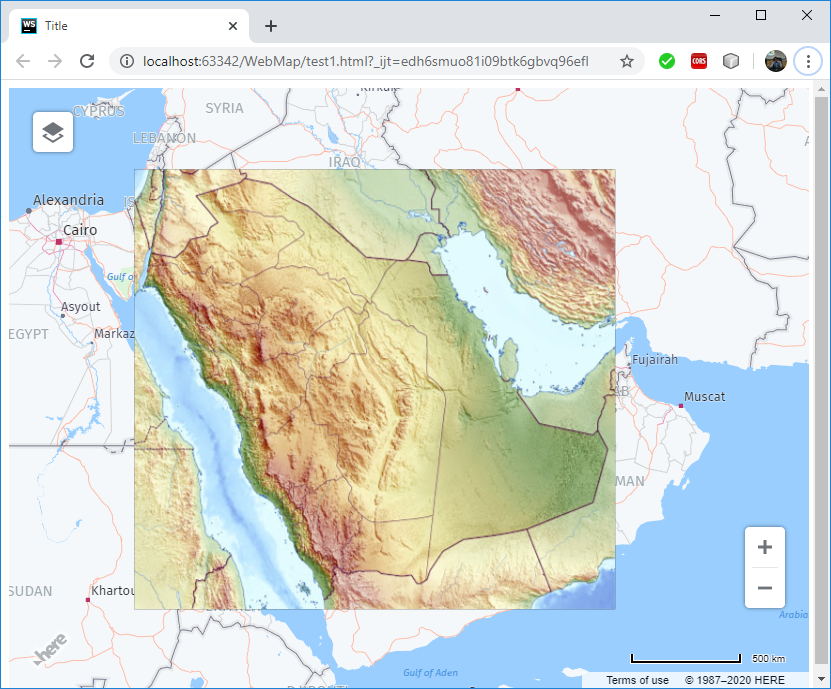 WS Title
localhost:63342/WebMap/test1.html?_ijt=edh6smuo81i09btk6gbvq96efl
CORS
CYPRUS
SYRIA
LEBANON
IRAQ
Alexandria
IS
Cairo
Gulf o
Asyout
EGYPT
Markaz
Fujairah
AB
Muscat
MAN
SUDAN
Khartou
Arabia
here
500 km
Gulf of Aden
Terms of use © 1987–2020 HERE